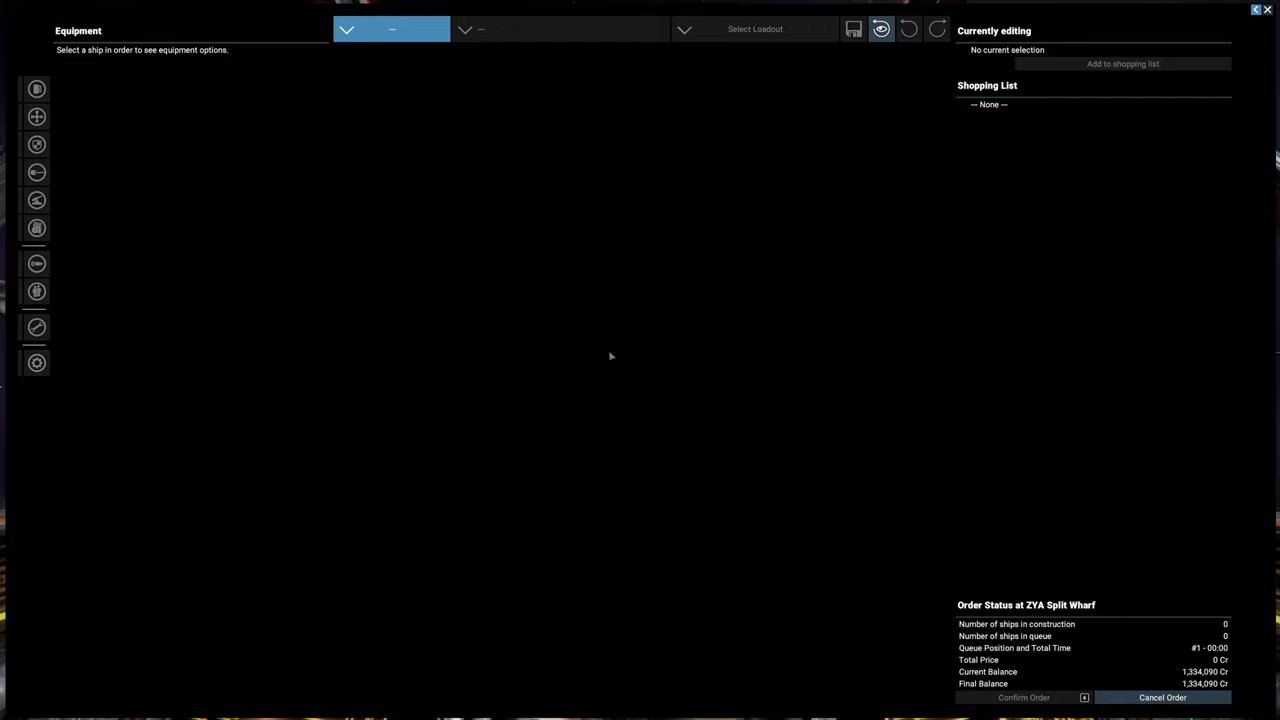 Equipment
Select a ship in order to see equipment options.
—
—
Select Loadout
Currently editing
No current selection
Add to shopping list
Shopping List
--- None ---
Order Status at ZYA Split Wharf
Number of ships in construction 0
Number of ships in queue 0
Queue Position and Total Time #1 - 00:00
Total Price 0 Cr
Current Balance 1,334,090 Cr
Final Balance 1,334,090 Cr
Confirm Order 4
Cancel Order